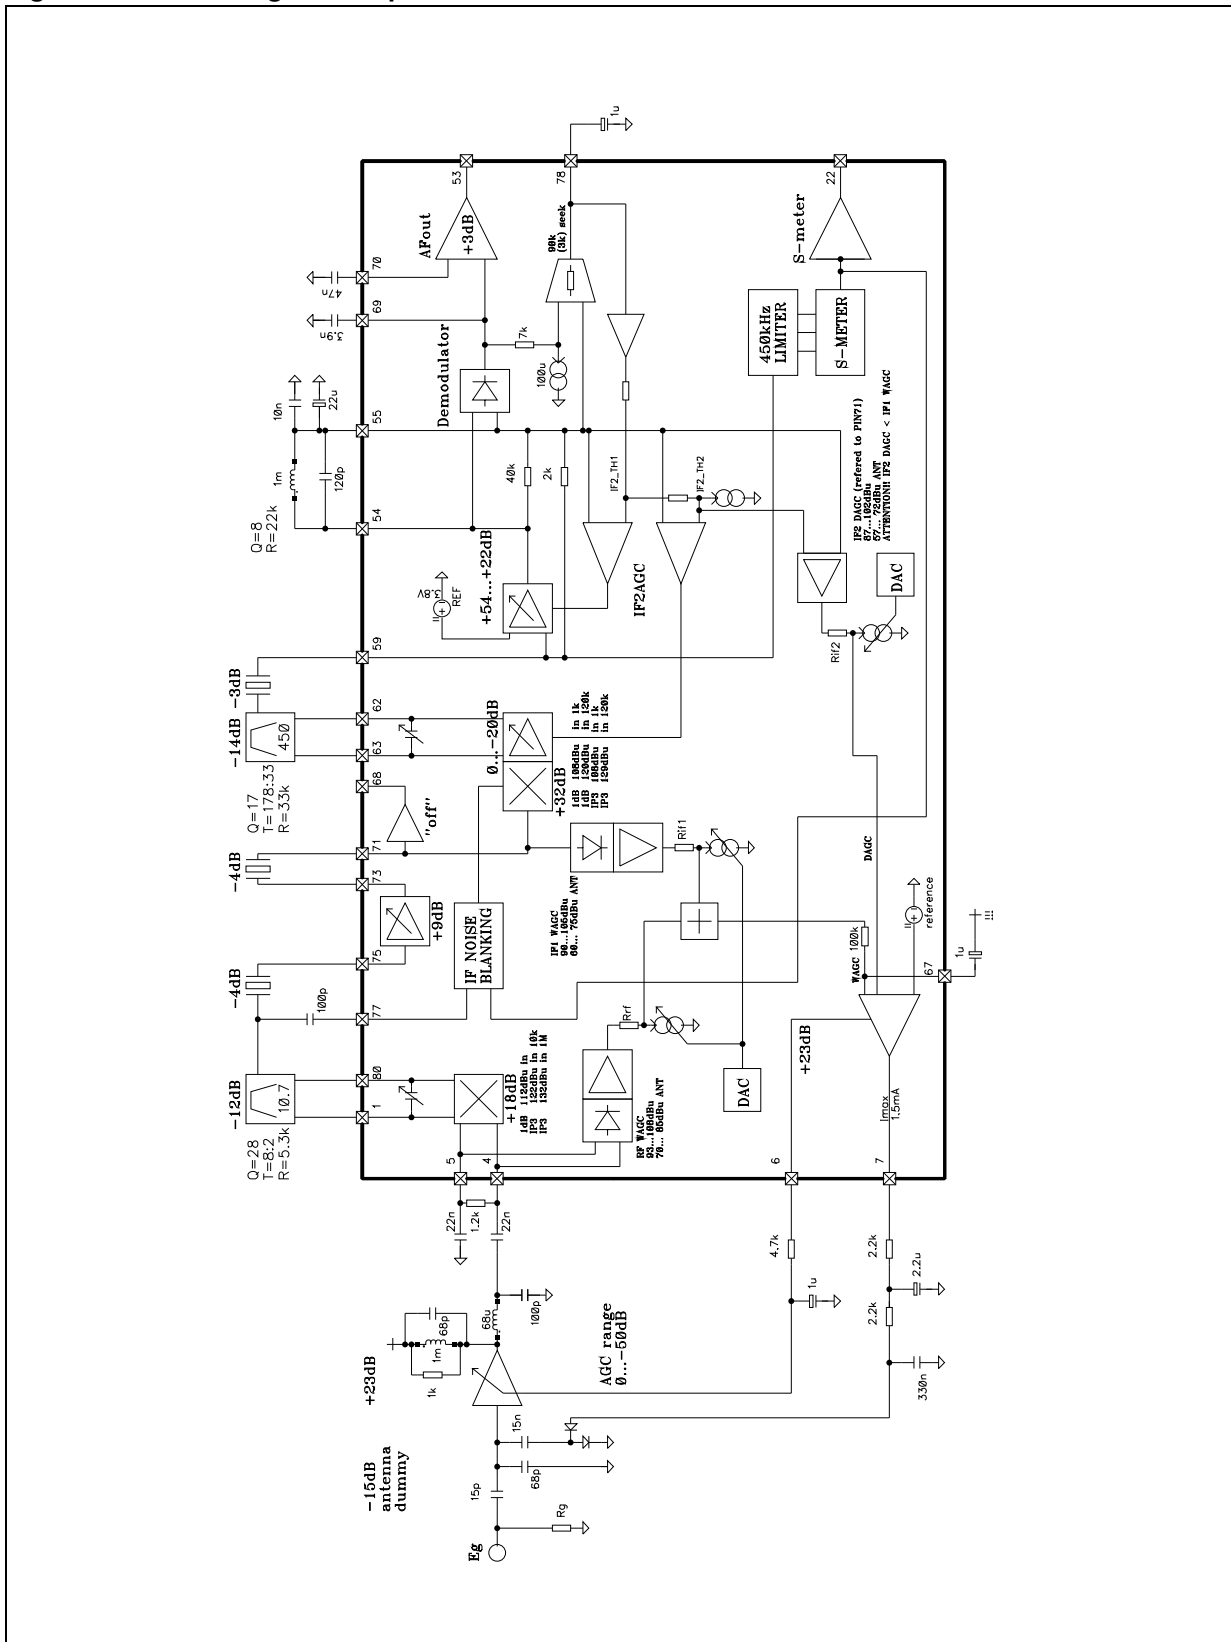 -15dB
antenna
dummy
Eg
Rg
15p
68p
15n
+23dB
1k
1m
68p
68u
100p
AGC range
0...-50dB
330n
2.2k
2.2u
2.2k
4.7k
1u
22n
1.2k
22n
5
4
6
7
Q=28
T=8:2
R=5.3k
-12dB
10.7
1
80
+18dB
1dB 112dBu in
IP3 122dBu in 10k
IP3 132dBu in 1M
RF WAGC
93...108dBu
70... 85dBu ANT
Rrf
DAC
+23dB
Imax
1.5mA
100p
77
-4dB
75
+9dB
73
-4dB
71
"off"
68
IF NOISE
BLANKING
IF1 WAGC
90...105dBu
60... 75dBu ANT
Rif1
WAGC
100k
DAGC
reference
67
1u
!!!
Q=17
T=178:33
R=33k
-14dB
450
-3dB
63
62
59
0...-20dB
+32dB
1dB 108dBu in 1k
1dB 120dBu in 120k
IP3 108dBu in 1k
IP3 129dBu in 120k
3.8V
REF
+54...+22dB
IF2AGC
IF2_TH1
IF2_TH2
40k
2k
Rif2
DAC
IF2 DAGC (refered to PIN71)
87...102dBu
57... 72dBu ANT
ATTENTION!! IF2 DAGC < IF1 WAGC
Q=8
R=22k
1m
120p
10n
22u
54
55
Demodulator
7k
100u
3.9n
47n
69
70
AFout
+3dB
53
90k
(3k) seek
78
1u
450kHz
LIMITER
S-METER
S-meter
22